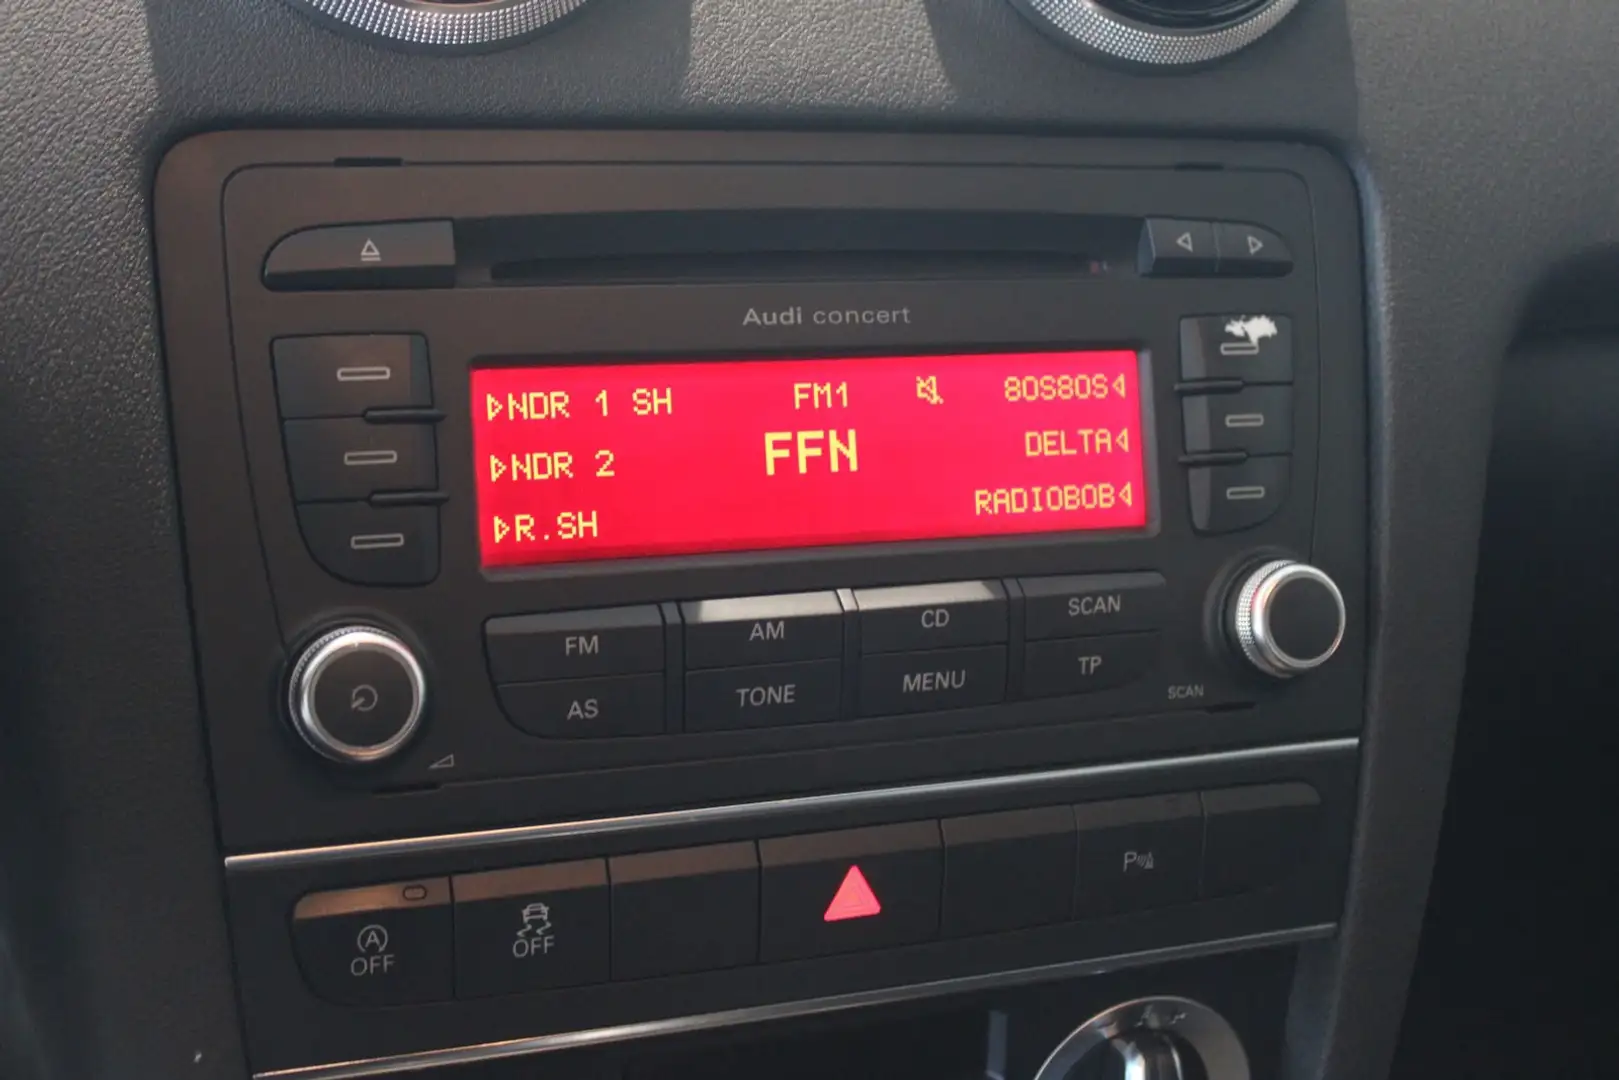 Audi concert
NDR 1 SH FM1 80S80S
NDR 2 FFN DELTA
R.SH RADIOBOB
FM AM CD SCAN
AS TONE MENU TP
SCAN
A OFF
OFF
P